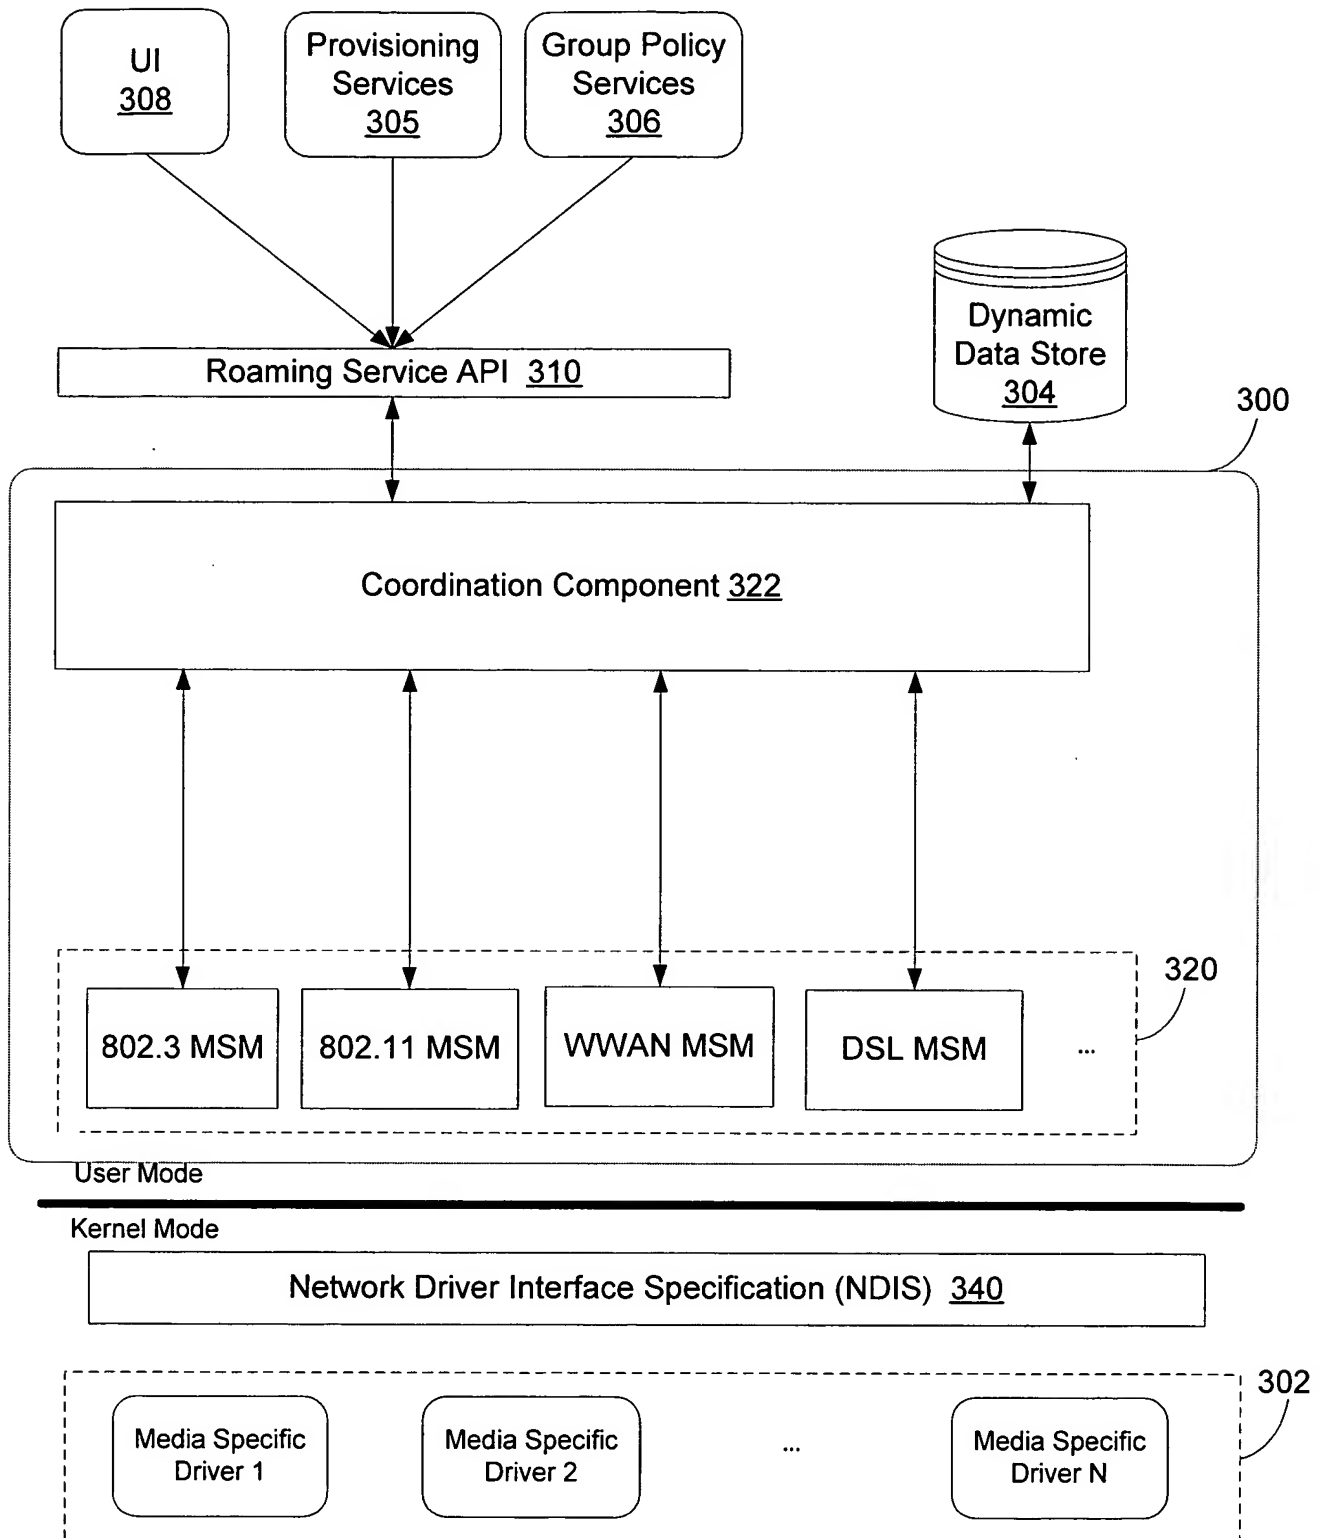 UI
308
Provisioning
Services
305
Group Policy
Services
306
Dynamic
Data Store
304
Roaming Service API 310
300
Coordination Component 322
320
802.3 MSM
802.11 MSM
WWAN MSM
DSL MSM
...
User Mode
Kernel Mode
Network Driver Interface Specification (NDIS) 340
302
Media Specific
Driver 1
Media Specific
Driver 2
...
Media Specific
Driver N